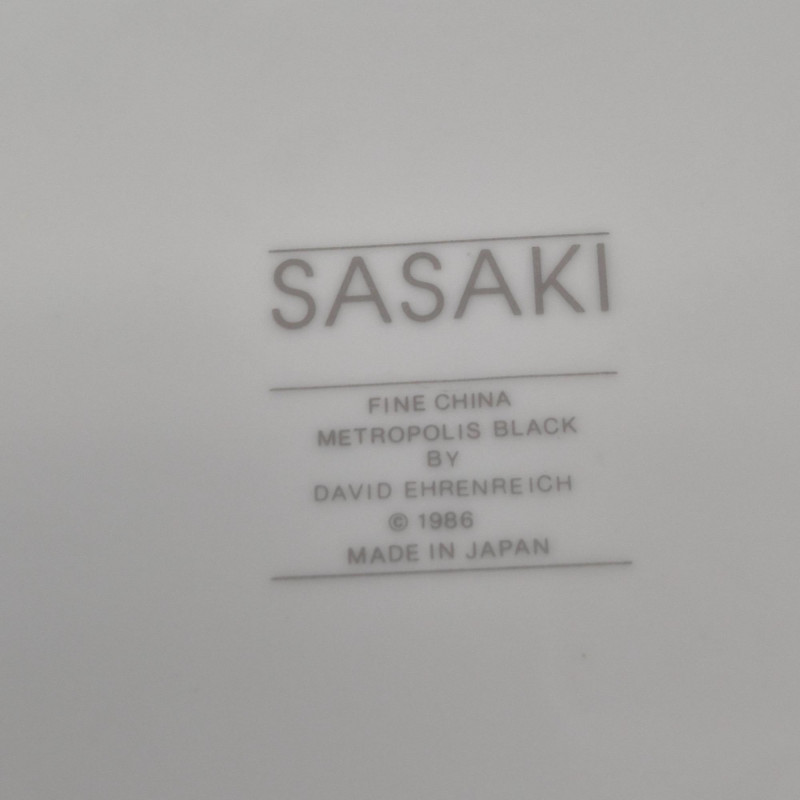 SASAKI
FINE CHINA
METROPOLIS BLACK
BY
DAVID EHRENREICH
© 1986
MADE IN JAPAN